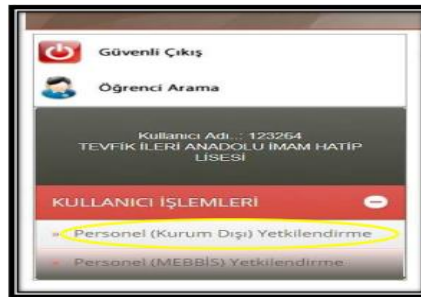 Güvenli Çıkış
Öğrenci Arama
Kullanıcı Adı..: 123264
TEVFİK İLERİ ANADOLU İMAM HATİP
LİSESİ
KULLANICI İŞLEMLERİ
» Personel (Kurum Dışı) Yetkilendirme
» Personel (MEBBİS) Yetkilendirme